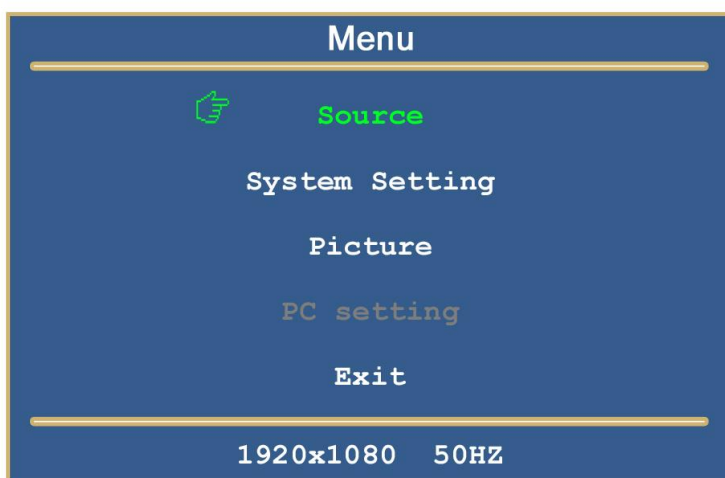 Menu
Source
System Setting
Picture
PC setting
Exit
1920x1080 50HZ